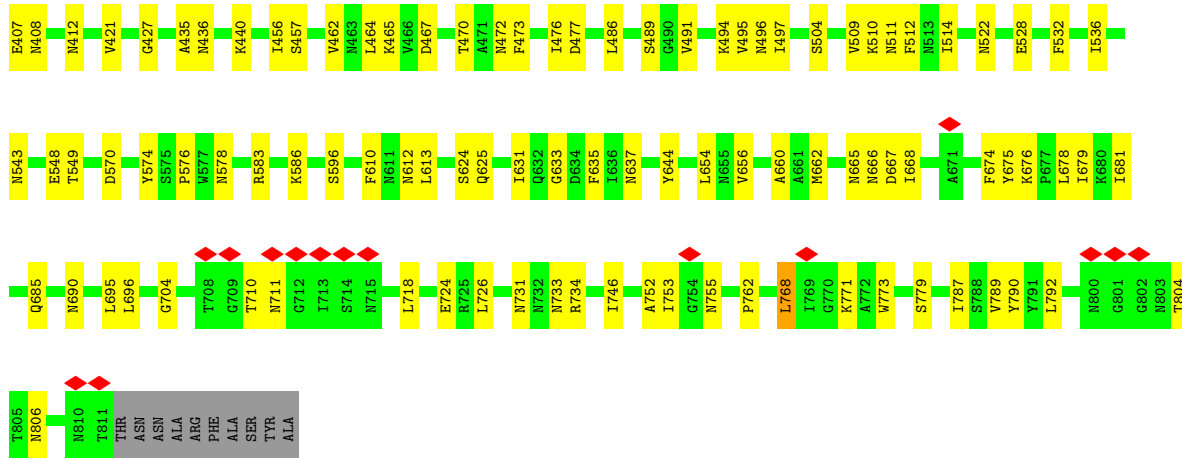 E407 N408 N412 V421 G427 A435 N436 K440 I456 S457 V462 N463 L464 K465 V466 D467 T470 A471 N472 F473 I476 D477 L486 S489 G490 V491 K494 V495 N496 I497 S504 V509 K510 N511 F512 N513 I514 N522 E528 F532 I536
N543 E548 T549 D570 Y574 S575 P576 W577 N578 R583 K586 S596 F610 N611 N612 L613 S624 Q625 I631 Q632 G633 D634 F635 I636 N637 Y644 L654 N655 V656 A660 A661 M662 N665 N666 D667 I668 A671 F674 Y675 K676 P677 L678 I679 K680 I681
Q685 N690 L695 L696 G704 T708 G709 T710 N711 G712 I713 S714 N715 L718 E724 R725 L726 N731 N732 N733 R734 I746 A752 I753 G754 N755 P762 L768 I769 G770 K771 A772 W773 S779 I787 S788 V789 Y790 Y791 L792 N800 G801 G802 N803 T804
T805 N806 N810 T811 THR ASN ASN ALA ARG PHE ALA SER TYR ALA